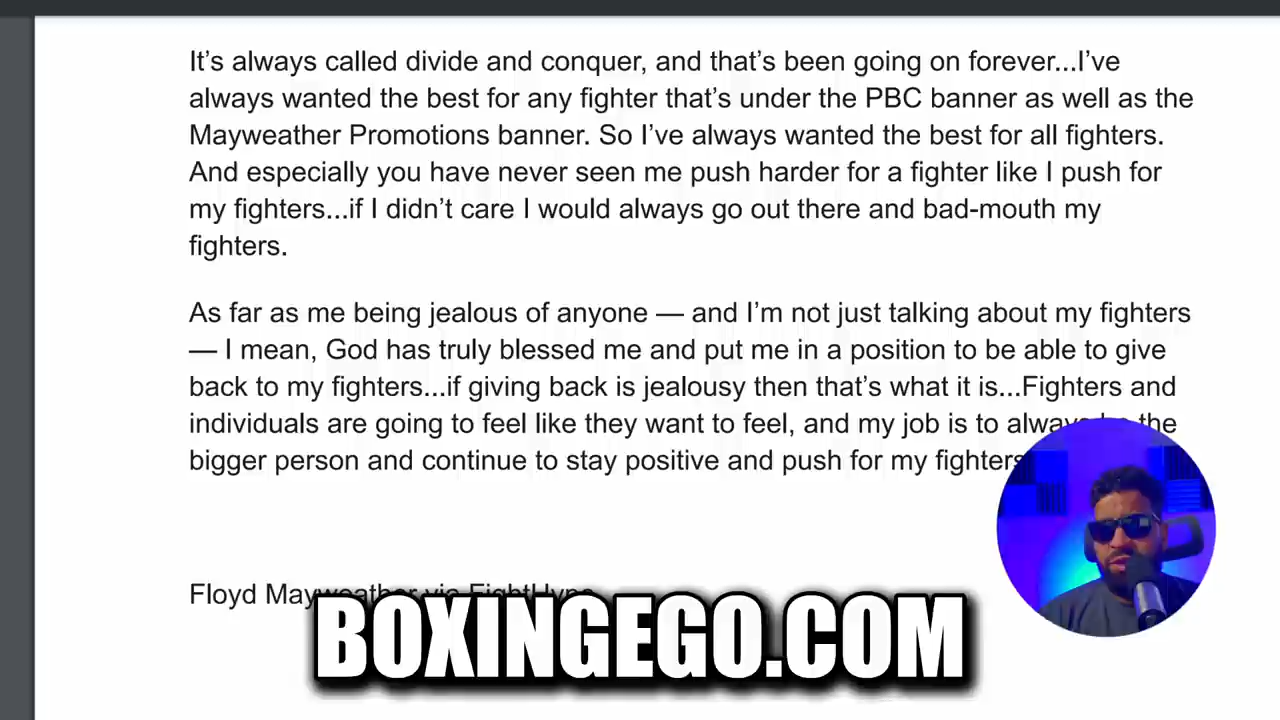 It’s always called divide and conquer, and that’s been going on forever...I’ve
always wanted the best for any fighter that’s under the PBC banner as well as the
Mayweather Promotions banner. So I’ve always wanted the best for all fighters.
And especially you have never seen me push harder for a fighter like I push for
my fighters...if I didn’t care I would always go out there and bad-mouth my
fighters.
As far as me being jealous of anyone — and I’m not just talking about my fighters
— I mean, God has truly blessed me and put me in a position to be able to give
back to my fighters...if giving back is jealousy then that’s what it is...Fighters and
individuals are going to feel like they want to feel, and my job is to always be the
bigger person and continue to stay positive and push for my fighters
Floyd Mayweather via FightHype
BOXINGEGO.COM